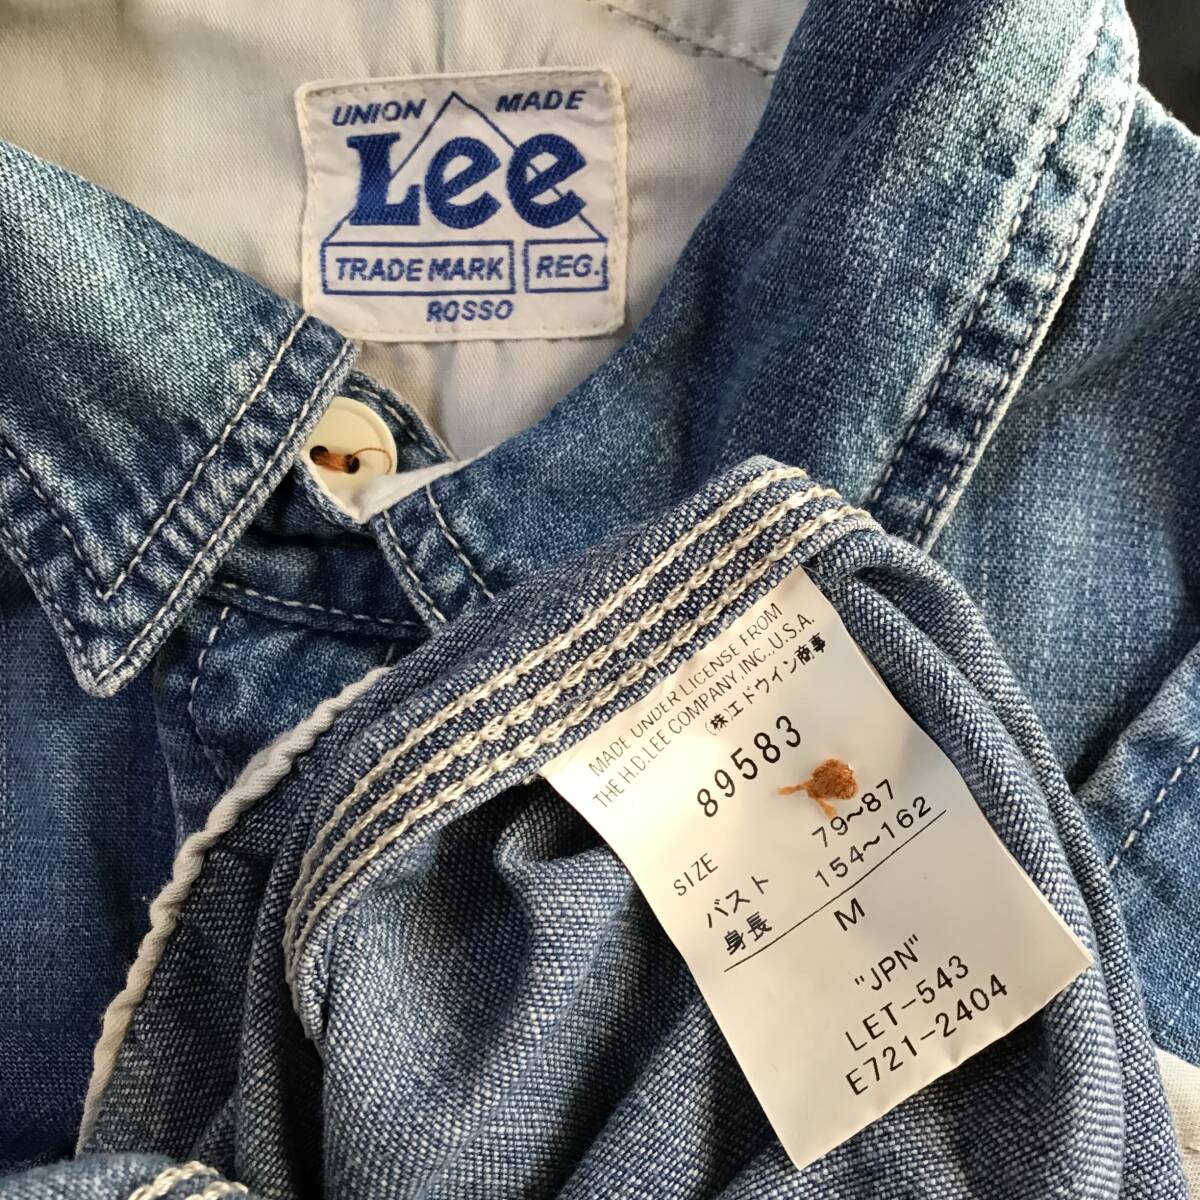 UNION MADE
Lee
TRADE MARK REG.
ROSSO
MADE UNDER LICENSE FROM
THE H.D.LEE COMPANY, INC., U.S.A.
(株)エドウイン商事
89583
SIZE
バスト 79~87
身長 154~162
M
"JPN"
LET-543
E721-2404